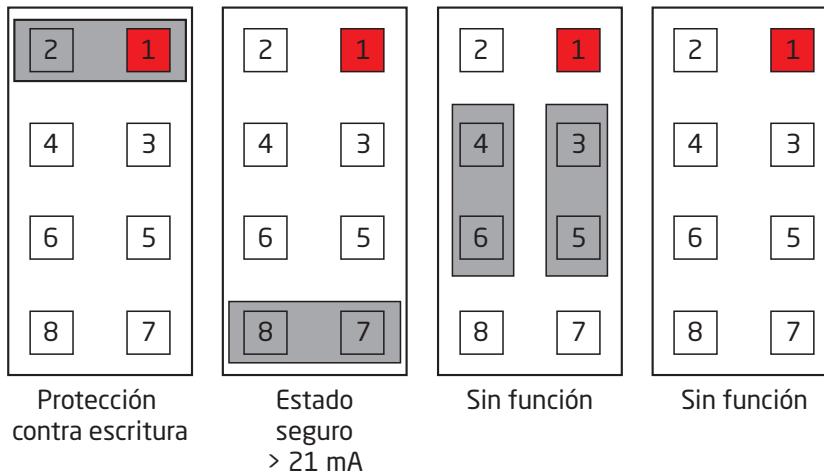 2 1 2 1 2 1 2 1
4 3 4 3 4 3 4 3
6 5 6 5 6 5 6 5
8 7 8 7 8 7 8 7
Protección
contra escritura
Estado
seguro
> 21 mA
Sin función
Sin función